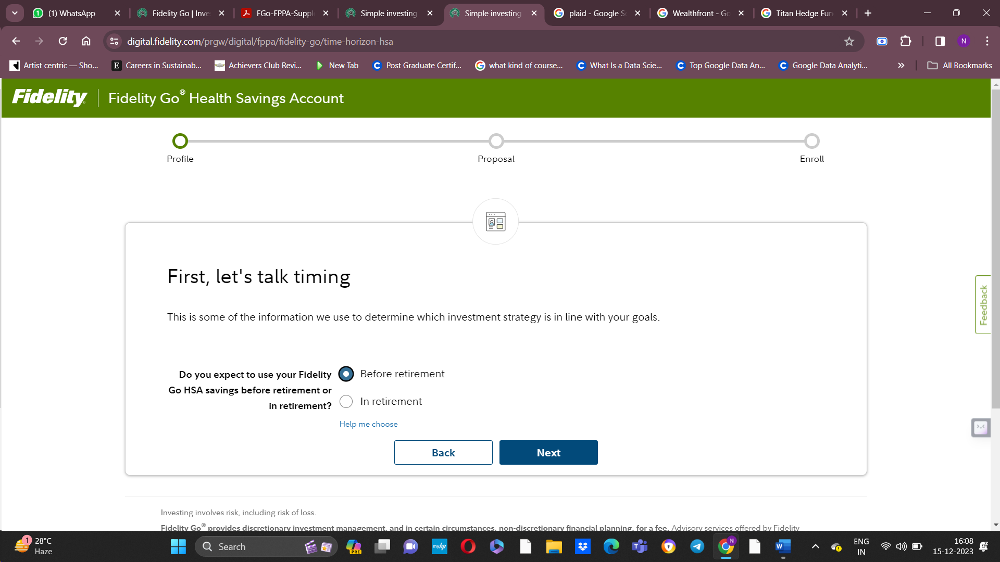 (1) WhatsApp
Fidelity Go | Inve
FGo-FPPA-Suppl
Simple investing
Simple investing
plaid - Google S
Wealthfront - Go
Titan Hedge Fun
digital.fidelity.com/prgw/digital/fppa/fidelity-go/time-horizon-hsa
N
Artist centric — Sho...
E Careers in Sustainab...
Achievers Club Revi...
New Tab
Post Graduate Certif...
what kind of course...
What Is a Data Scie...
Top Google Data An...
Google Data Analyti...
All Bookmarks
Fidelity
Fidelity Go® Health Savings Account
Profile
Proposal
Enroll
First, let's talk timing
This is some of the information we use to determine which investment strategy is in line with your goals.
Feedback
Do you expect to use your Fidelity
Go HSA savings before retirement or
in retirement?
Before retirement
In retirement
Help me choose
Back
Next
Investing involves risk, including risk of loss.
Fidelity Go® provides discretionary investment management, and in certain circumstances, non-discretionary financial planning, for a fee. Advisory services offered by Fidelity
1
28°C
Haze
Search
PRE
myhp
N
ENG
IN
16:08
15-12-2023